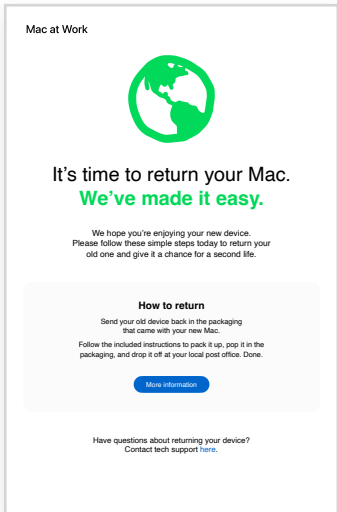 Mac at Work
It’s time to return your Mac.
We’ve made it easy.
We hope you’re enjoying your new device.
Please follow these simple steps today to return your
old one and give it a chance for a second life.
How to return
Send your old device back in the packaging
that came with your new Mac.
Follow the included instructions to pack it up, pop it in the
packaging, and drop it off at your local post office. Done.
More information
Have questions about returning your device?
Contact tech support here.